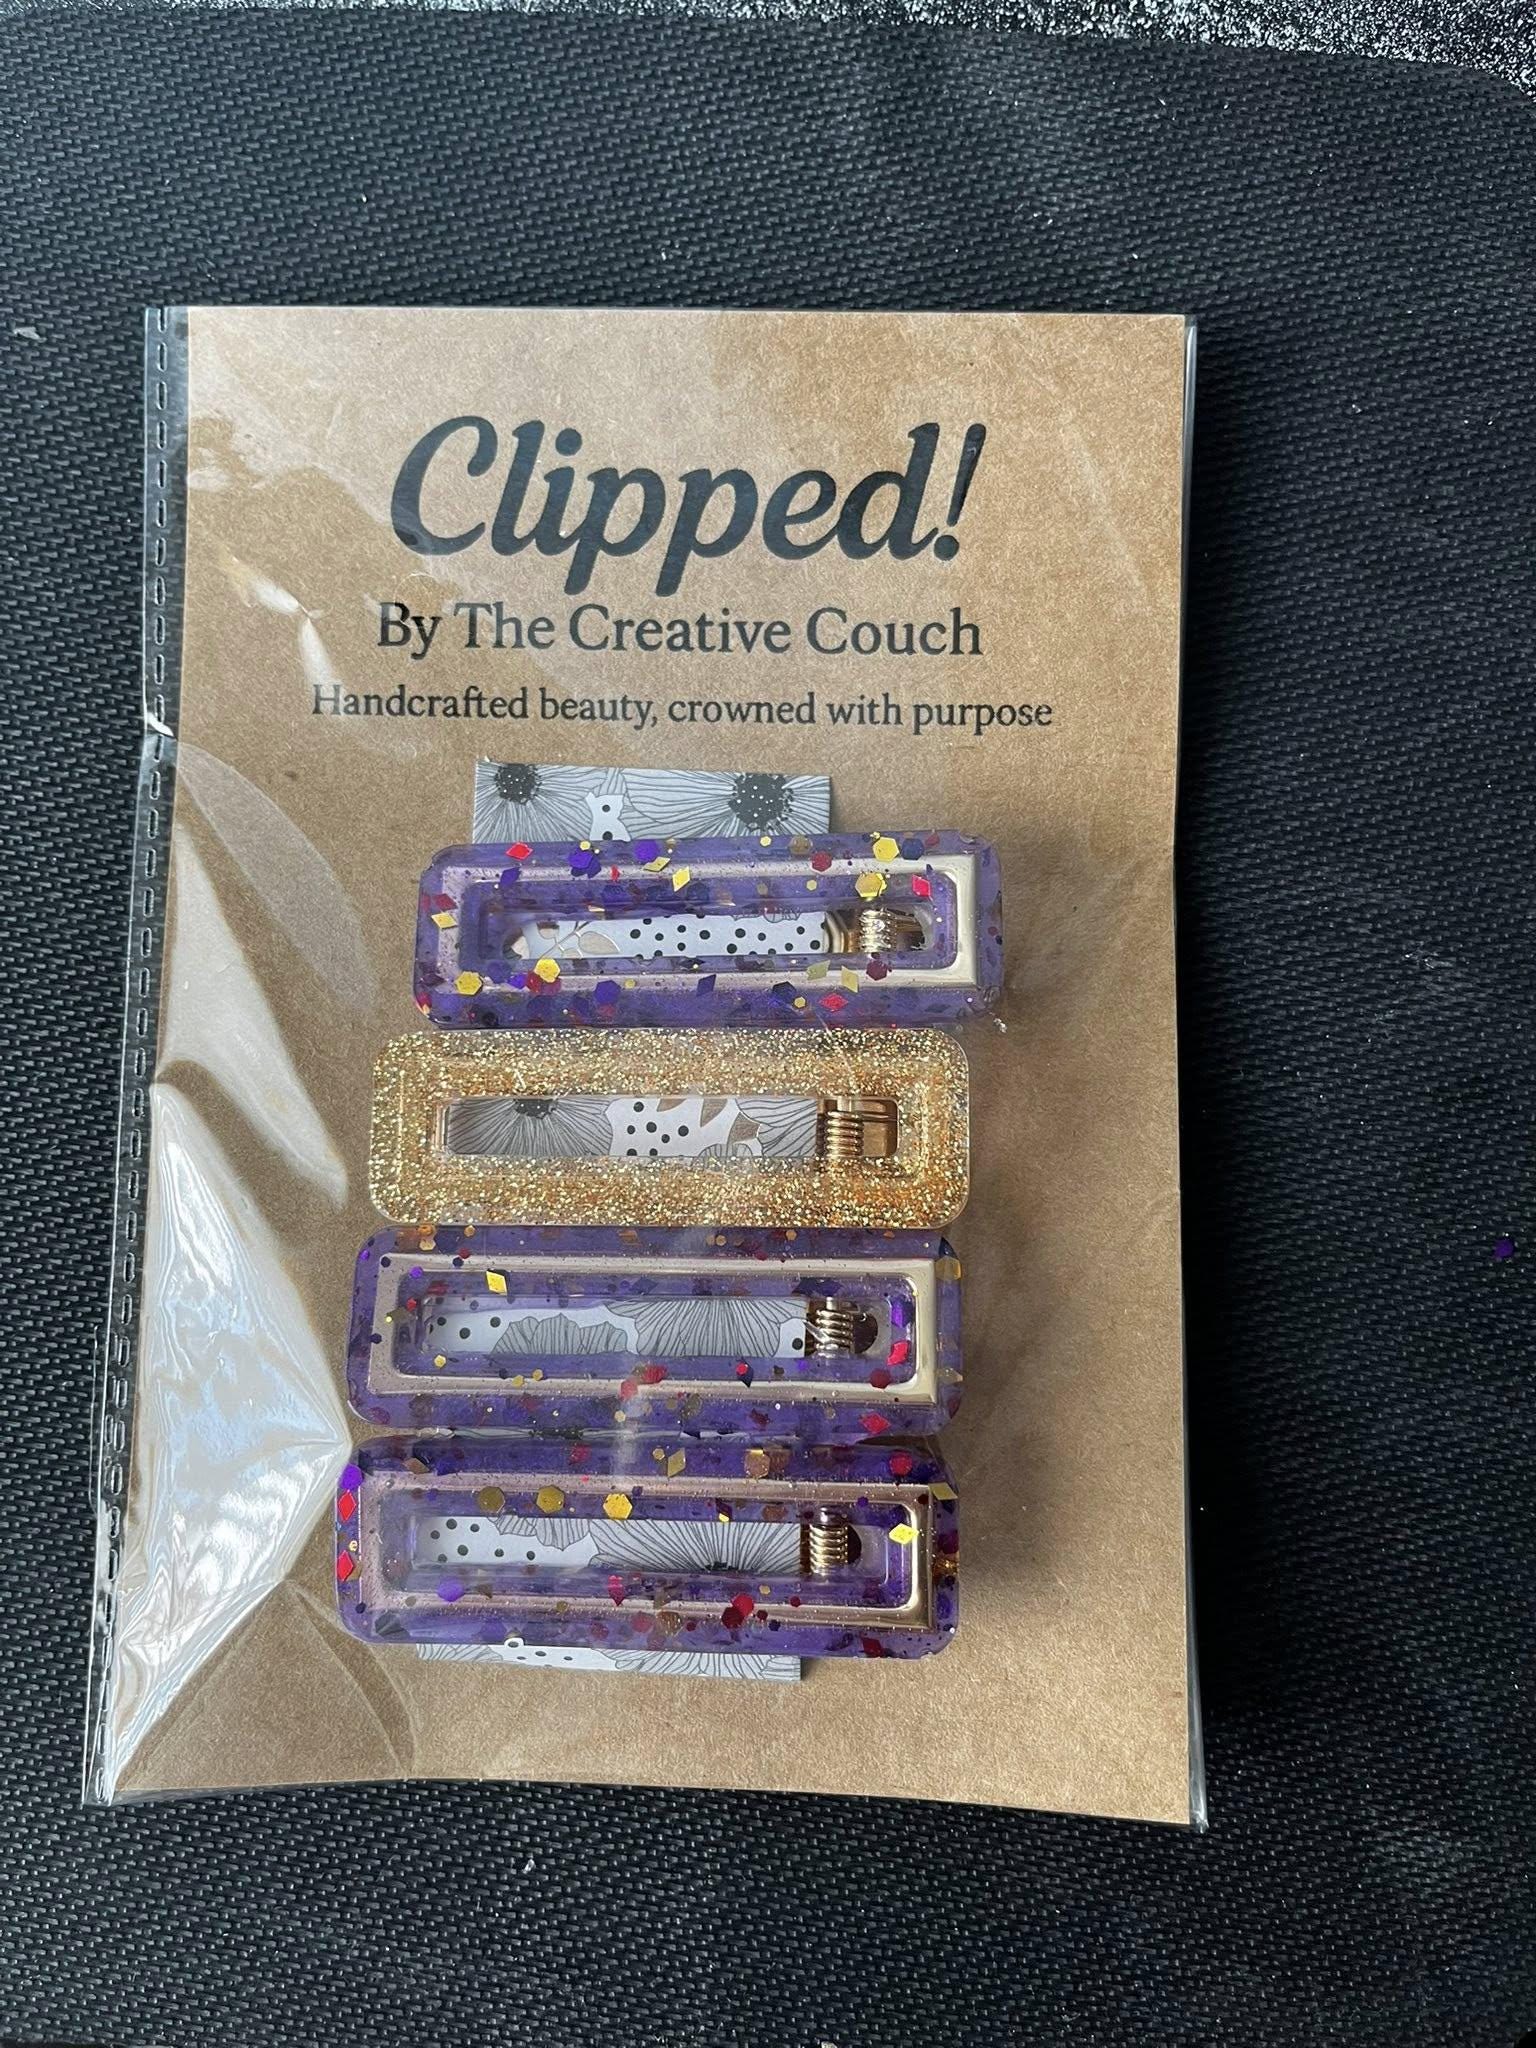 Clipped!
By The Creative Couch
Handcrafted beauty, crowned with purpose